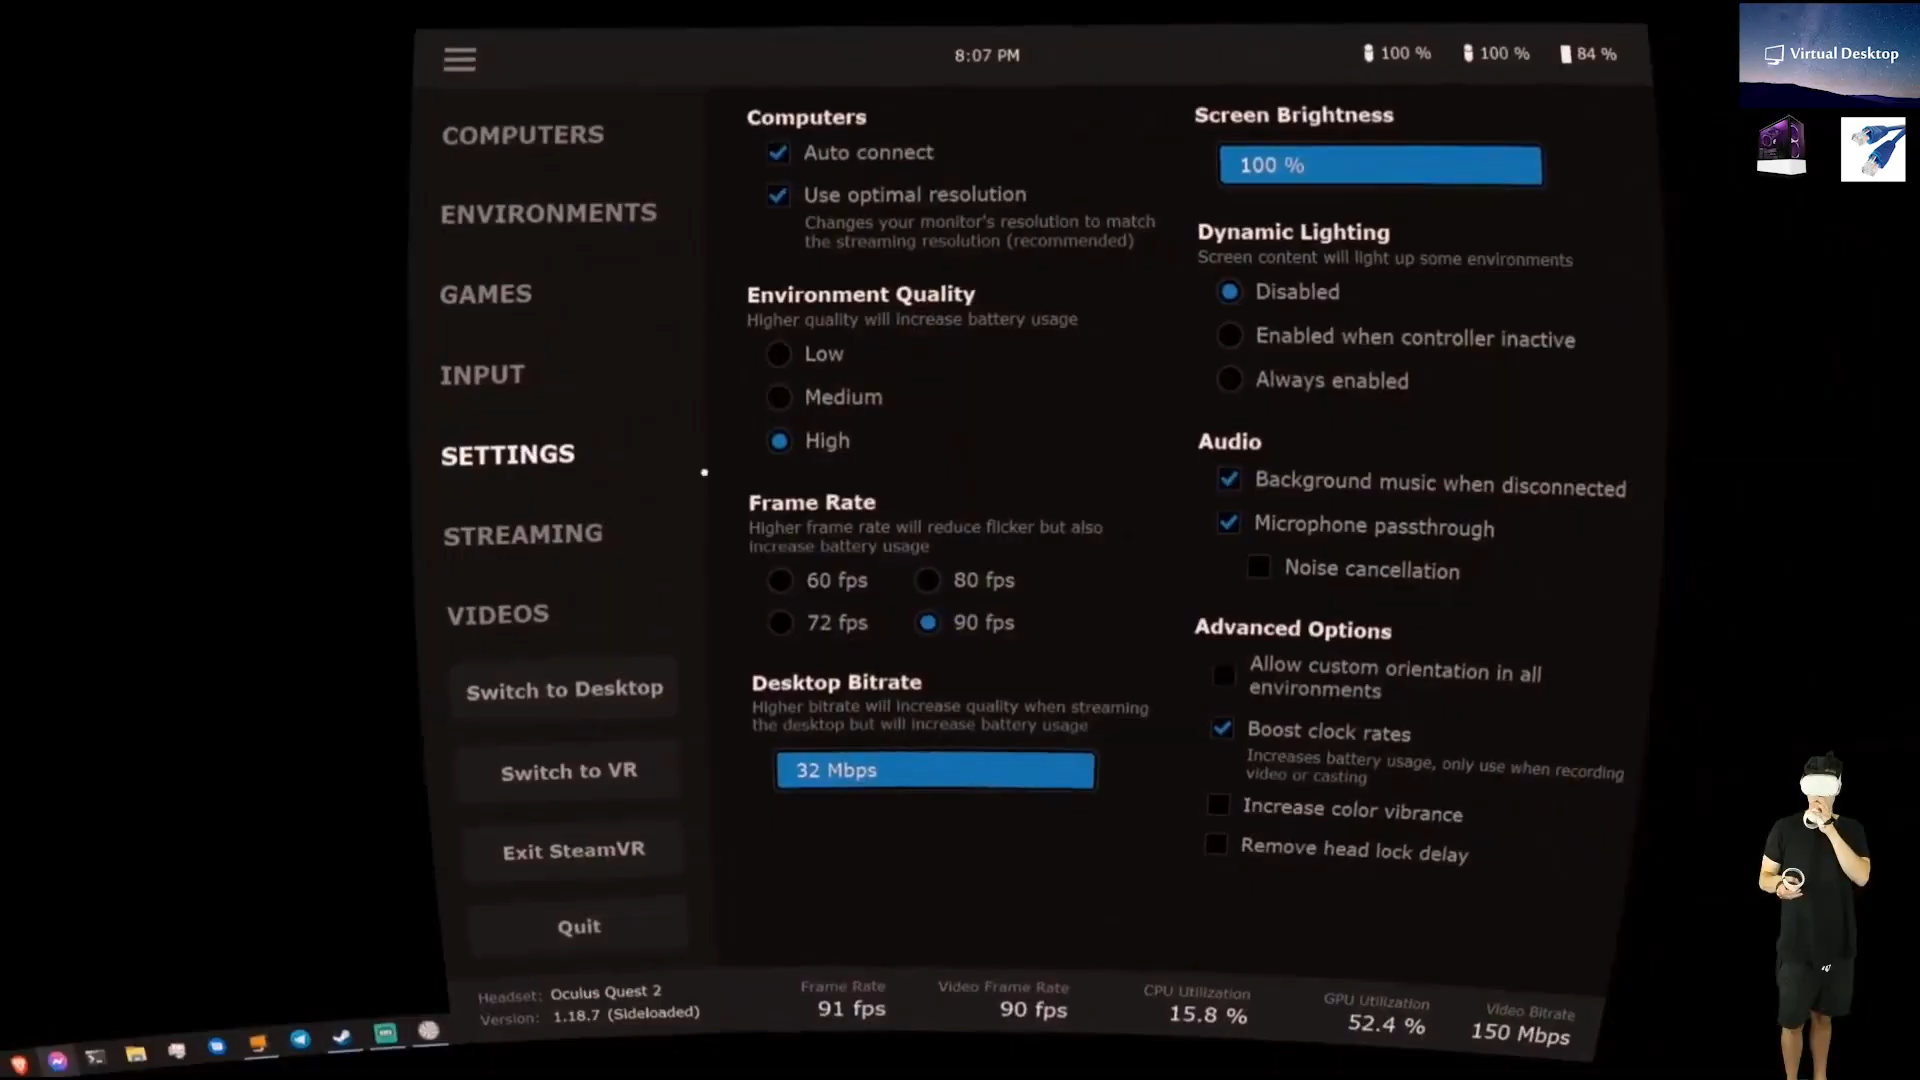 8:07 PM
100 %
100 %
84 %
Virtual Desktop
COMPUTERS
ENVIRONMENTS
GAMES
INPUT
SETTINGS
STREAMING
VIDEOS
Switch to Desktop
Switch to VR
Exit SteamVR
Quit
Computers
Auto connect
Use optimal resolution
Changes your monitor's resolution to match
the streaming resolution (recommended)
Environment Quality
Higher quality will increase battery usage
Low
Medium
High
Frame Rate
Higher frame rate will reduce flicker but also
increase battery usage
60 fps
80 fps
72 fps
90 fps
Desktop Bitrate
Higher bitrate will increase quality when streaming
the desktop but will increase battery usage
32 Mbps
Screen Brightness
100 %
Dynamic Lighting
Screen content will light up some environments
Disabled
Enabled when controller inactive
Always enabled
Audio
Background music when disconnected
Microphone passthrough
Noise cancellation
Advanced Options
Allow custom orientation in all
environments
Boost clock rates
Increases battery usage, only use when recording
video or casting
Increase color vibrance
Remove head lock delay
Headset: Oculus Quest 2
Version: 1.18.7 (Sideloaded)
Frame Rate
91 fps
Video Frame Rate
90 fps
CPU Utilization
15.8 %
GPU Utilization
52.4 %
Video Bitrate
150 Mbps